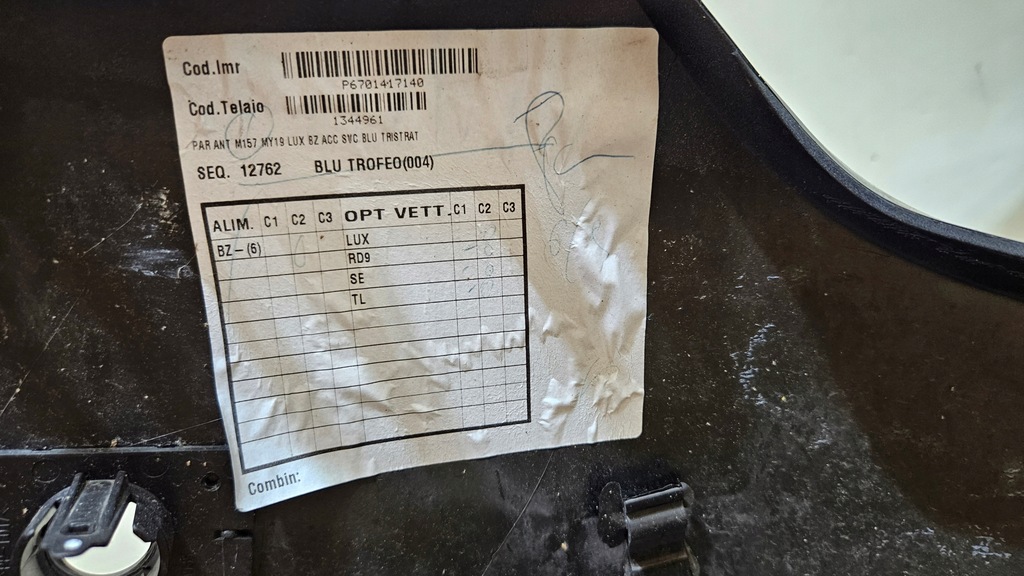 Cod.Imr
P6701417140
Cod.Telaio
1344961
PAR ANT M157 MY19 LUX BZ ACC SVC BLU TRISTRAT
SEQ. 12762 BLU TROFEO(004)
ALIM. C1 C2 C3 OPT VETT. C1 C2 C3
BZ-(6) LUX
RD9
SE
TL
Combin: